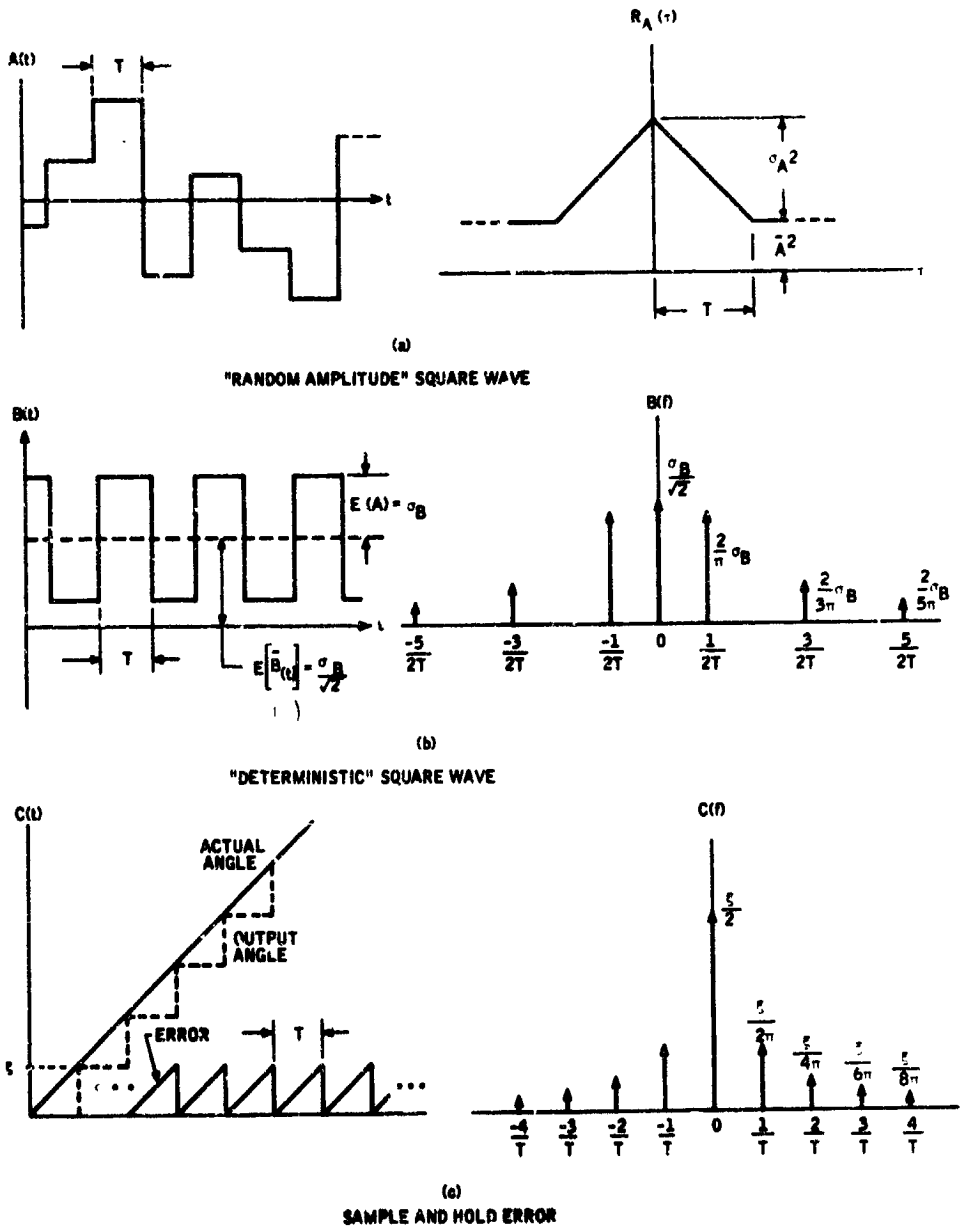 A(t)
T
t
R_A (τ)
σ_A²
Ā²
τ
T
(a)
"RANDOM AMPLITUDE" SQUARE WAVE
B(t)
E (A) = σ_B
t
T
E[B̄(t)] = σ_B/√2
B(f)
σ_B/√2
2/π σ_B
2/3π σ_B
2/5π σ_B
-5/2T -3/2T -1/2T 0 1/2T 3/2T 5/2T
(b)
"DETERMINISTIC" SQUARE WAVE
C(t)
ACTUAL
ANGLE
OUTPUT
ANGLE
ERROR
T
ξ
C(f)
ξ/2
ξ/2π
ξ/4π
ξ/6π
ξ/8π
-4/T -3/T -2/T -1/T 0 1/T 2/T 3/T 4/T
(c)
SAMPLE AND HOLD ERROR